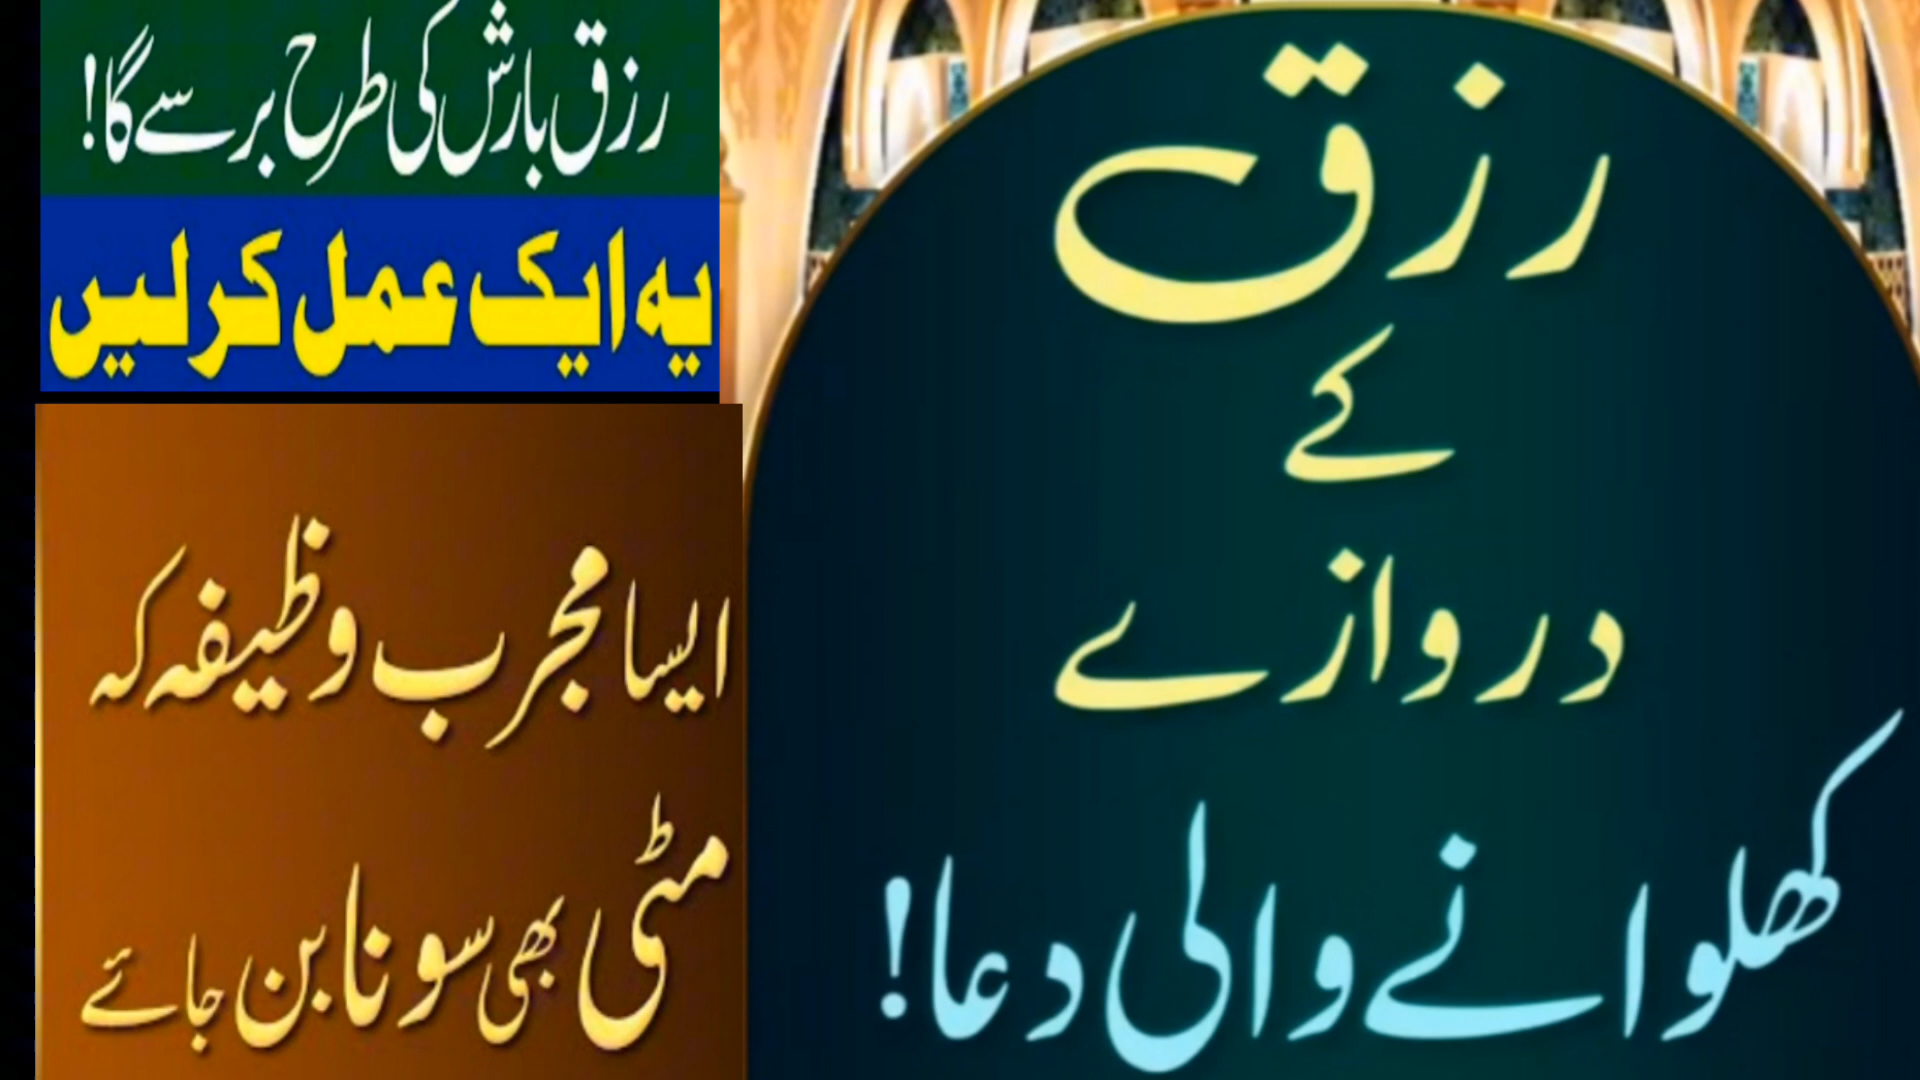 رزق بارش کی طرح برسے گا!
یہ ایک عمل کرلیں
ایسا مجرب وظیفہ کہ
مٹی بھی سونا بن جائے
رزق
کے
دروازے
کھلوانے والی دعا!